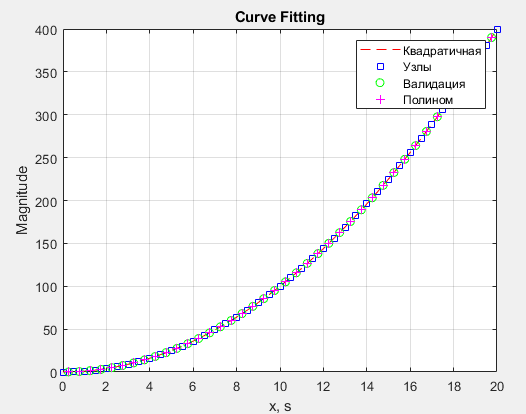 Curve Fitting
400
350
300
250
200
150
100
50
0
Magnitude
Квадратичная
Узлы
Валидация
Полином
0 2 4 6 8 10 12 14 16 18 20
x, s